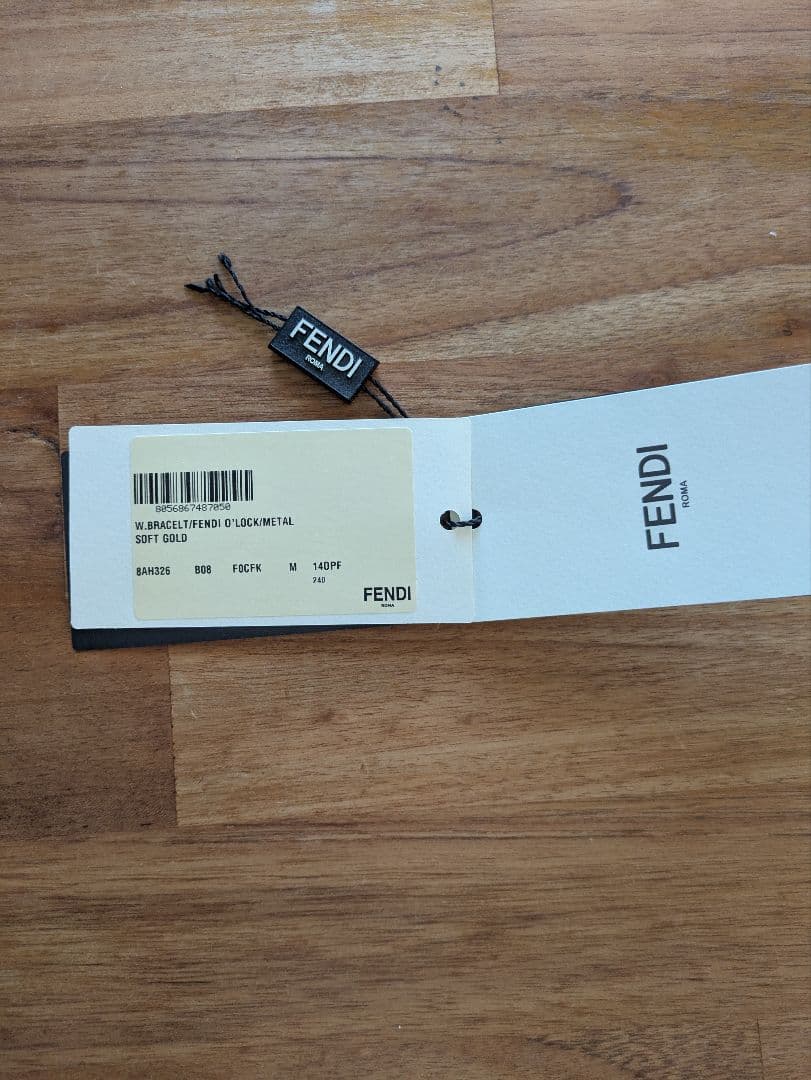 FENDI
ROMA
8056867487050
W.BRACELT/FENDI O'LOCK/METAL
SOFT GOLD
8AH326 B08 F0CFK M 14DPF
240
FENDI
ROMA
FENDI
ROMA